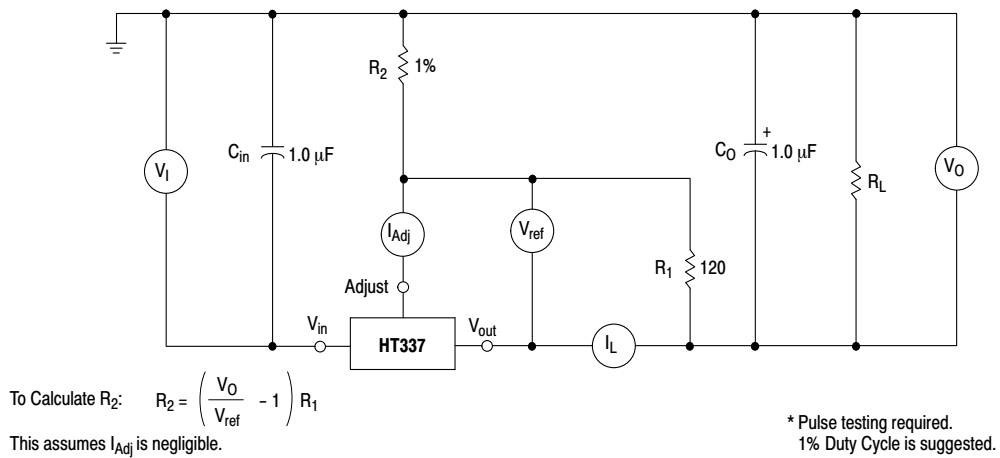 R2 1%
Cin 1.0 μF
CO + 1.0 μF
VI
RL
VO
IAdj
Vref
R1 120
Adjust
Vin
HT337
Vout
IL
To Calculate R2: R2 = ( VO / Vref - 1 ) R1
This assumes IAdj is negligible.
* Pulse testing required.
1% Duty Cycle is suggested.